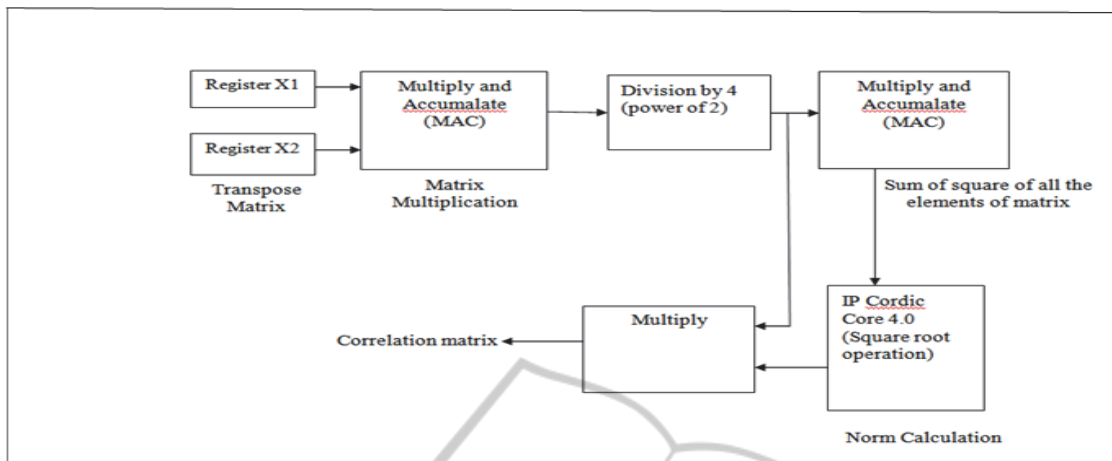 Register X1
Register X2
Transpose
Matrix
Multiply and
Accumalate
(MAC)
Matrix
Multiplication
Division by 4
(power of 2)
Multiply and
Accumalate
(MAC)
Sum of square of all the
elements of matrix
IP Cordic
Core 4.0
(Square root
operation)
Norm Calculation
Multiply
Correlation matrix